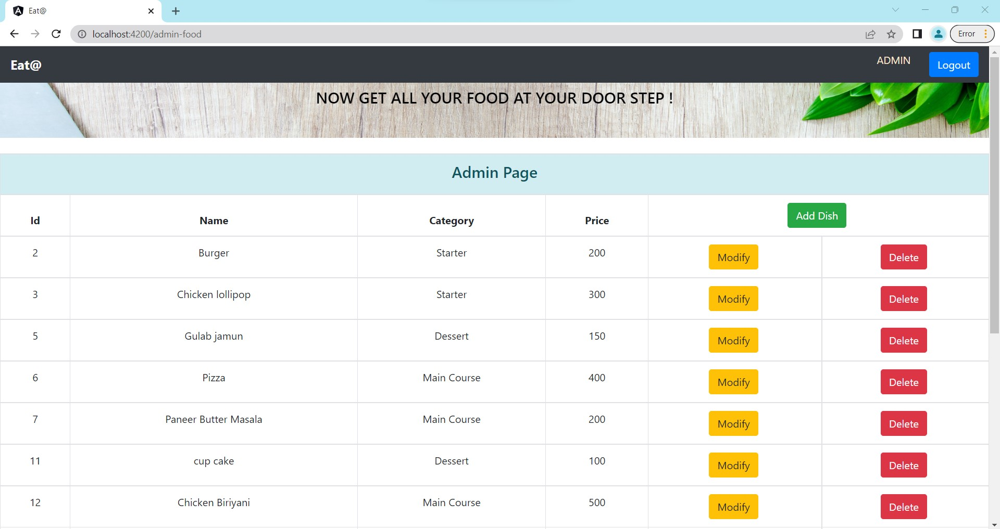 Eat@
localhost:4200/admin-food
Error
Eat@
ADMIN
Logout
NOW GET ALL YOUR FOOD AT YOUR DOOR STEP !
Admin Page
Id Name Category Price Add Dish
2 Burger Starter 200 Modify Delete
3 Chicken lollipop Starter 300 Modify Delete
5 Gulab jamun Dessert 150 Modify Delete
6 Pizza Main Course 400 Modify Delete
7 Paneer Butter Masala Main Course 200 Modify Delete
11 cup cake Dessert 100 Modify Delete
12 Chicken Biriyani Main Course 500 Modify Delete